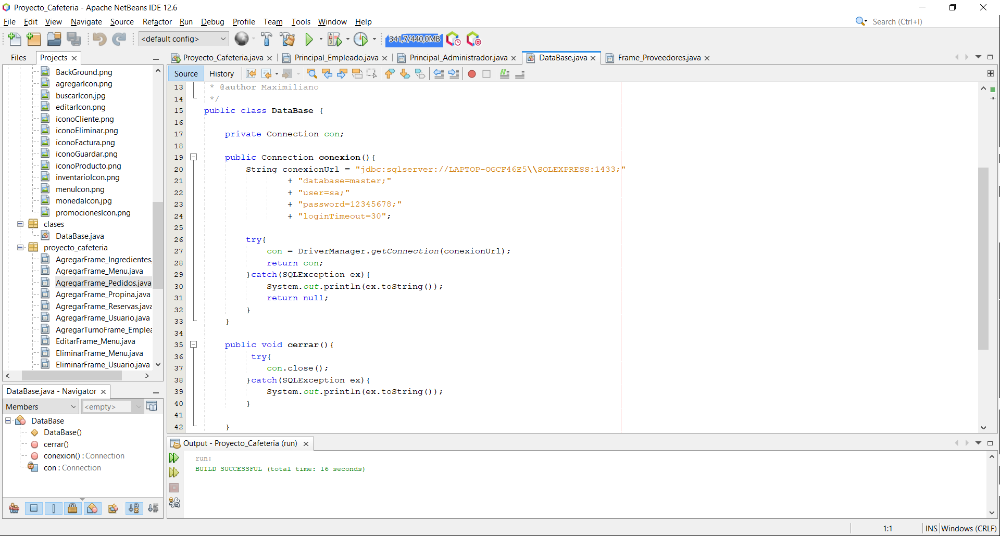 Proyecto_Cafeteria - Apache NetBeans IDE 12.6
File Edit View Navigate Source Refactor Run Debug Profile Team Tools Window Help
Search (Ctrl+I)
<default config>
341,7/440,0MB
Files Projects
Proyecto_Cafeteria.java Principal_Empleado.java Principal_Administrador.java DataBase.java Frame_Proveedores.java
Source History
BackGround.png
agregarIcon.png
buscarIcon.jpg
editarIcon.png
iconoCliente.png
iconoEliminar.png
iconoFactura.png
iconoGuardar.png
iconoProducto.png
inventarioIcon.png
menuIcon.png
monedaIcon.jpg
promocionesIcon.png
clases
DataBase.java
proyecto_cafeteria
AgregarFrame_Ingredientes.
AgregarFrame_Menu.java
AgregarFrame_Pedidos.java
AgregarFrame_Propina.java
AgregarFrame_Reservas.java
AgregarFrame_Usuario.java
AgregarTurnoFrame_Emplea
EditarFrame_Menu.java
EliminarFrame_Menu.java
EliminarFrame_Usuario.java
13 * @author Maximiliano
14 */
15 public class DataBase {
16
17 private Connection con;
18
19 public Connection conexion(){
20 String conexionUrl = "jdbc:sqlserver://LAPTOP-OGCF46E5\\SQLEXPRESS:1433;"
21 + "database=master;"
22 + "user=sa;"
23 + "password=12345678;"
24 + "loginTimeout=30";
25
26 try{
27 con = DriverManager.getConnection(conexionUrl);
28 return con;
29 }catch(SQLException ex){
30 System.out.println(ex.toString());
31 return null;
32 }
33 }
34
35 public void cerrar(){
36 try{
37 con.close();
38 }catch(SQLException ex){
39 System.out.println(ex.toString());
40 }
41
42 }
DataBase.java - Navigator
Members <empty>
DataBase
DataBase()
cerrar()
conexion() : Connection
con : Connection
Output - Proyecto_Cafeteria (run)
run:
BUILD SUCCESSFUL (total time: 16 seconds)
1:1 INS Windows (CRLF)